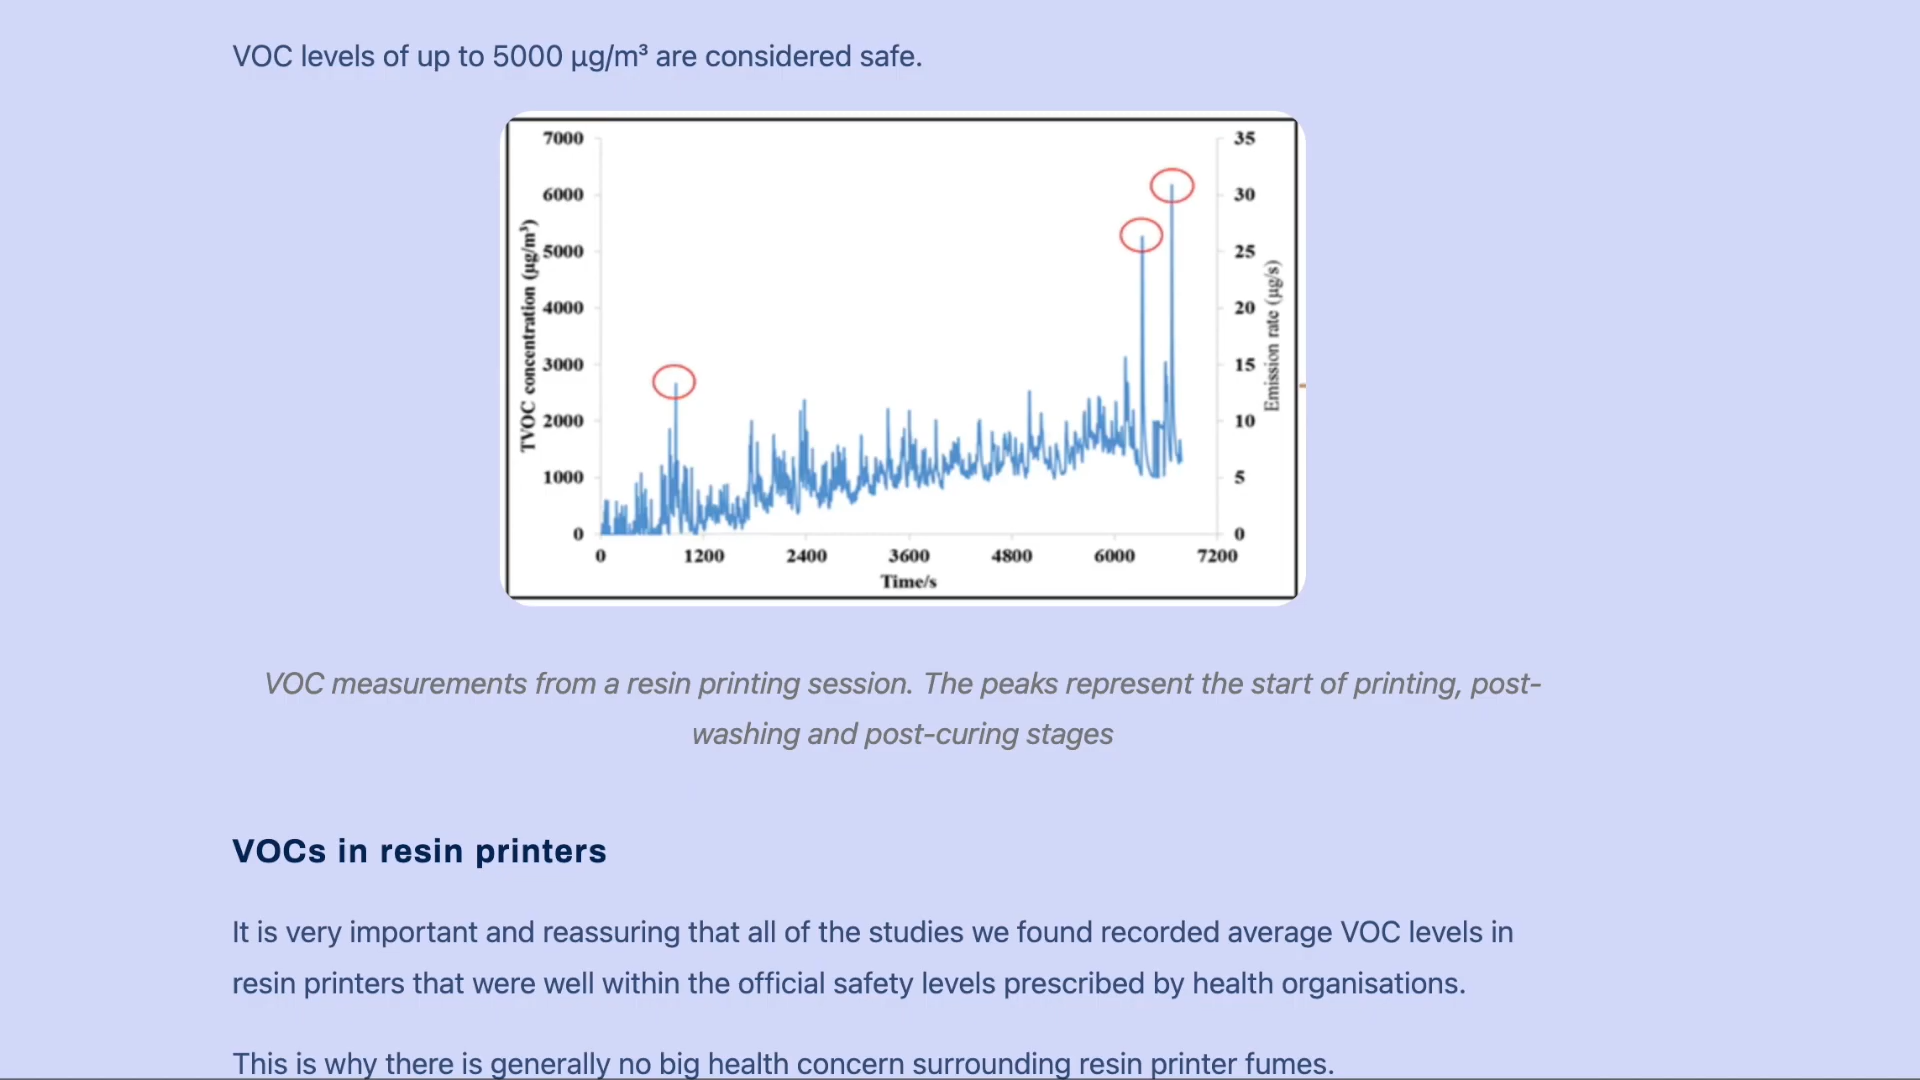 VOC levels of up to 5000 µg/m³ are considered safe.
7000
6000
5000
4000
3000
2000
1000
0
TVOC concentration (µg/m³)
35
30
25
20
15
10
5
0
Emission rate (µg/s)
0 1200 2400 3600 4800 6000 7200
Time/s
VOC measurements from a resin printing session. The peaks represent the start of printing, post-
washing and post-curing stages
VOCs in resin printers
It is very important and reassuring that all of the studies we found recorded average VOC levels in
resin printers that were well within the official safety levels prescribed by health organisations.
This is why there is generally no big health concern surrounding resin printer fumes.